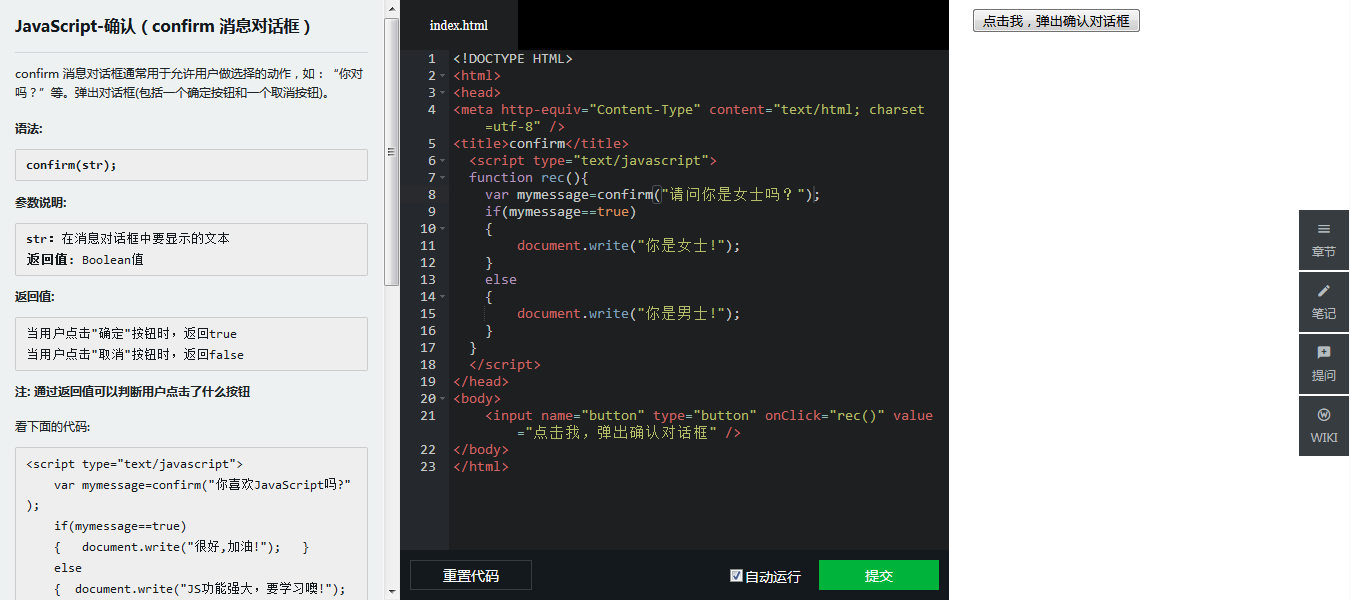 JavaScript-确认（confirm 消息对话框）
confirm 消息对话框通常用于允许用户做选择的动作，如：“你对
吗？”等。弹出对话框(包括一个确定按钮和一个取消按钮)。
语法:
confirm(str);
参数说明:
str：在消息对话框中要显示的文本
返回值: Boolean值
返回值:
当用户点击"确定"按钮时，返回true
当用户点击"取消"按钮时，返回false
注: 通过返回值可以判断用户点击了什么按钮
看下面的代码:
<script type="text/javascript">
var mymessage=confirm("你喜欢JavaScript吗?"
);
if(mymessage==true)
{   document.write("很好,加油!");   }
else
{  document.write("JS功能强大，要学习噢!");
index.html
1 <!DOCTYPE HTML>
2 <html>
3 <head>
4 <meta http-equiv="Content-Type" content="text/html; charset
=utf-8" />
5 <title>confirm</title>
6 <script type="text/javascript">
7 function rec(){
8 var mymessage=confirm("请问你是女士吗？");
9 if(mymessage==true)
10 {
11 document.write("你是女士!");
12 }
13 else
14 {
15 document.write("你是男士!");
16 }
17 }
18 </script>
19 </head>
20 <body>
21 <input name="button" type="button" onClick="rec()" value
="点击我，弹出确认对话框" />
22 </body>
23 </html>
重置代码
自动运行
提交
点击我，弹出确认对话框
章节
笔记
提问
WIKI